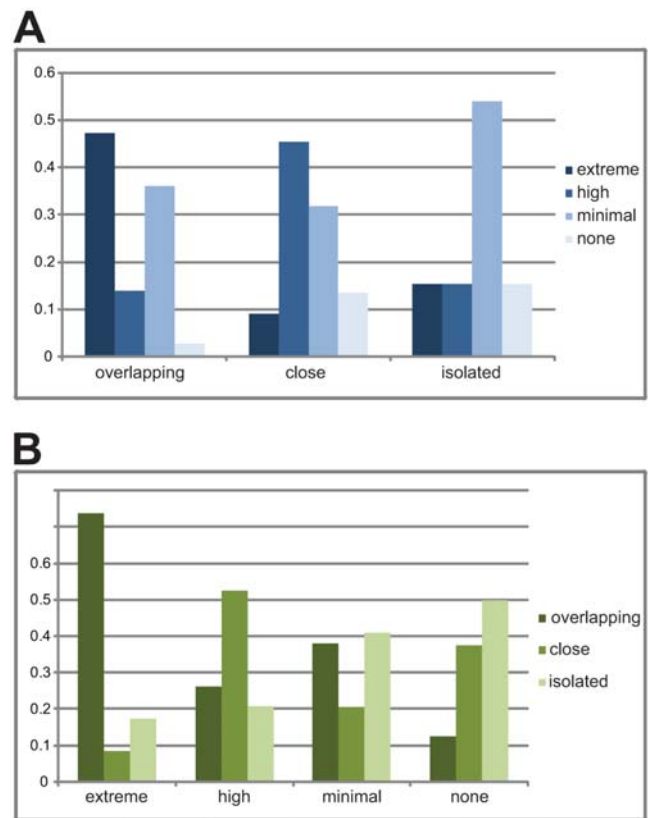 A
0.6
0.5
0.4
0.3
0.2
0.1
0
overlapping close isolated
extreme
high
minimal
none
B
0.6
0.5
0.4
0.3
0.2
0.1
0
extreme high minimal none
overlapping
close
isolated